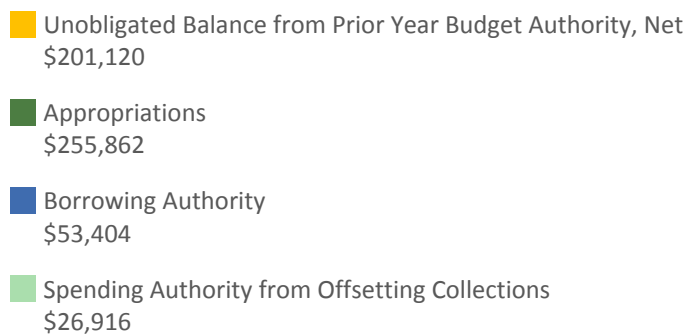 Unobligated Balance from Prior Year Budget Authority, Net
$201,120
Appropriations
$255,862
Borrowing Authority
$53,404
Spending Authority from Offsetting Collections
$26,916